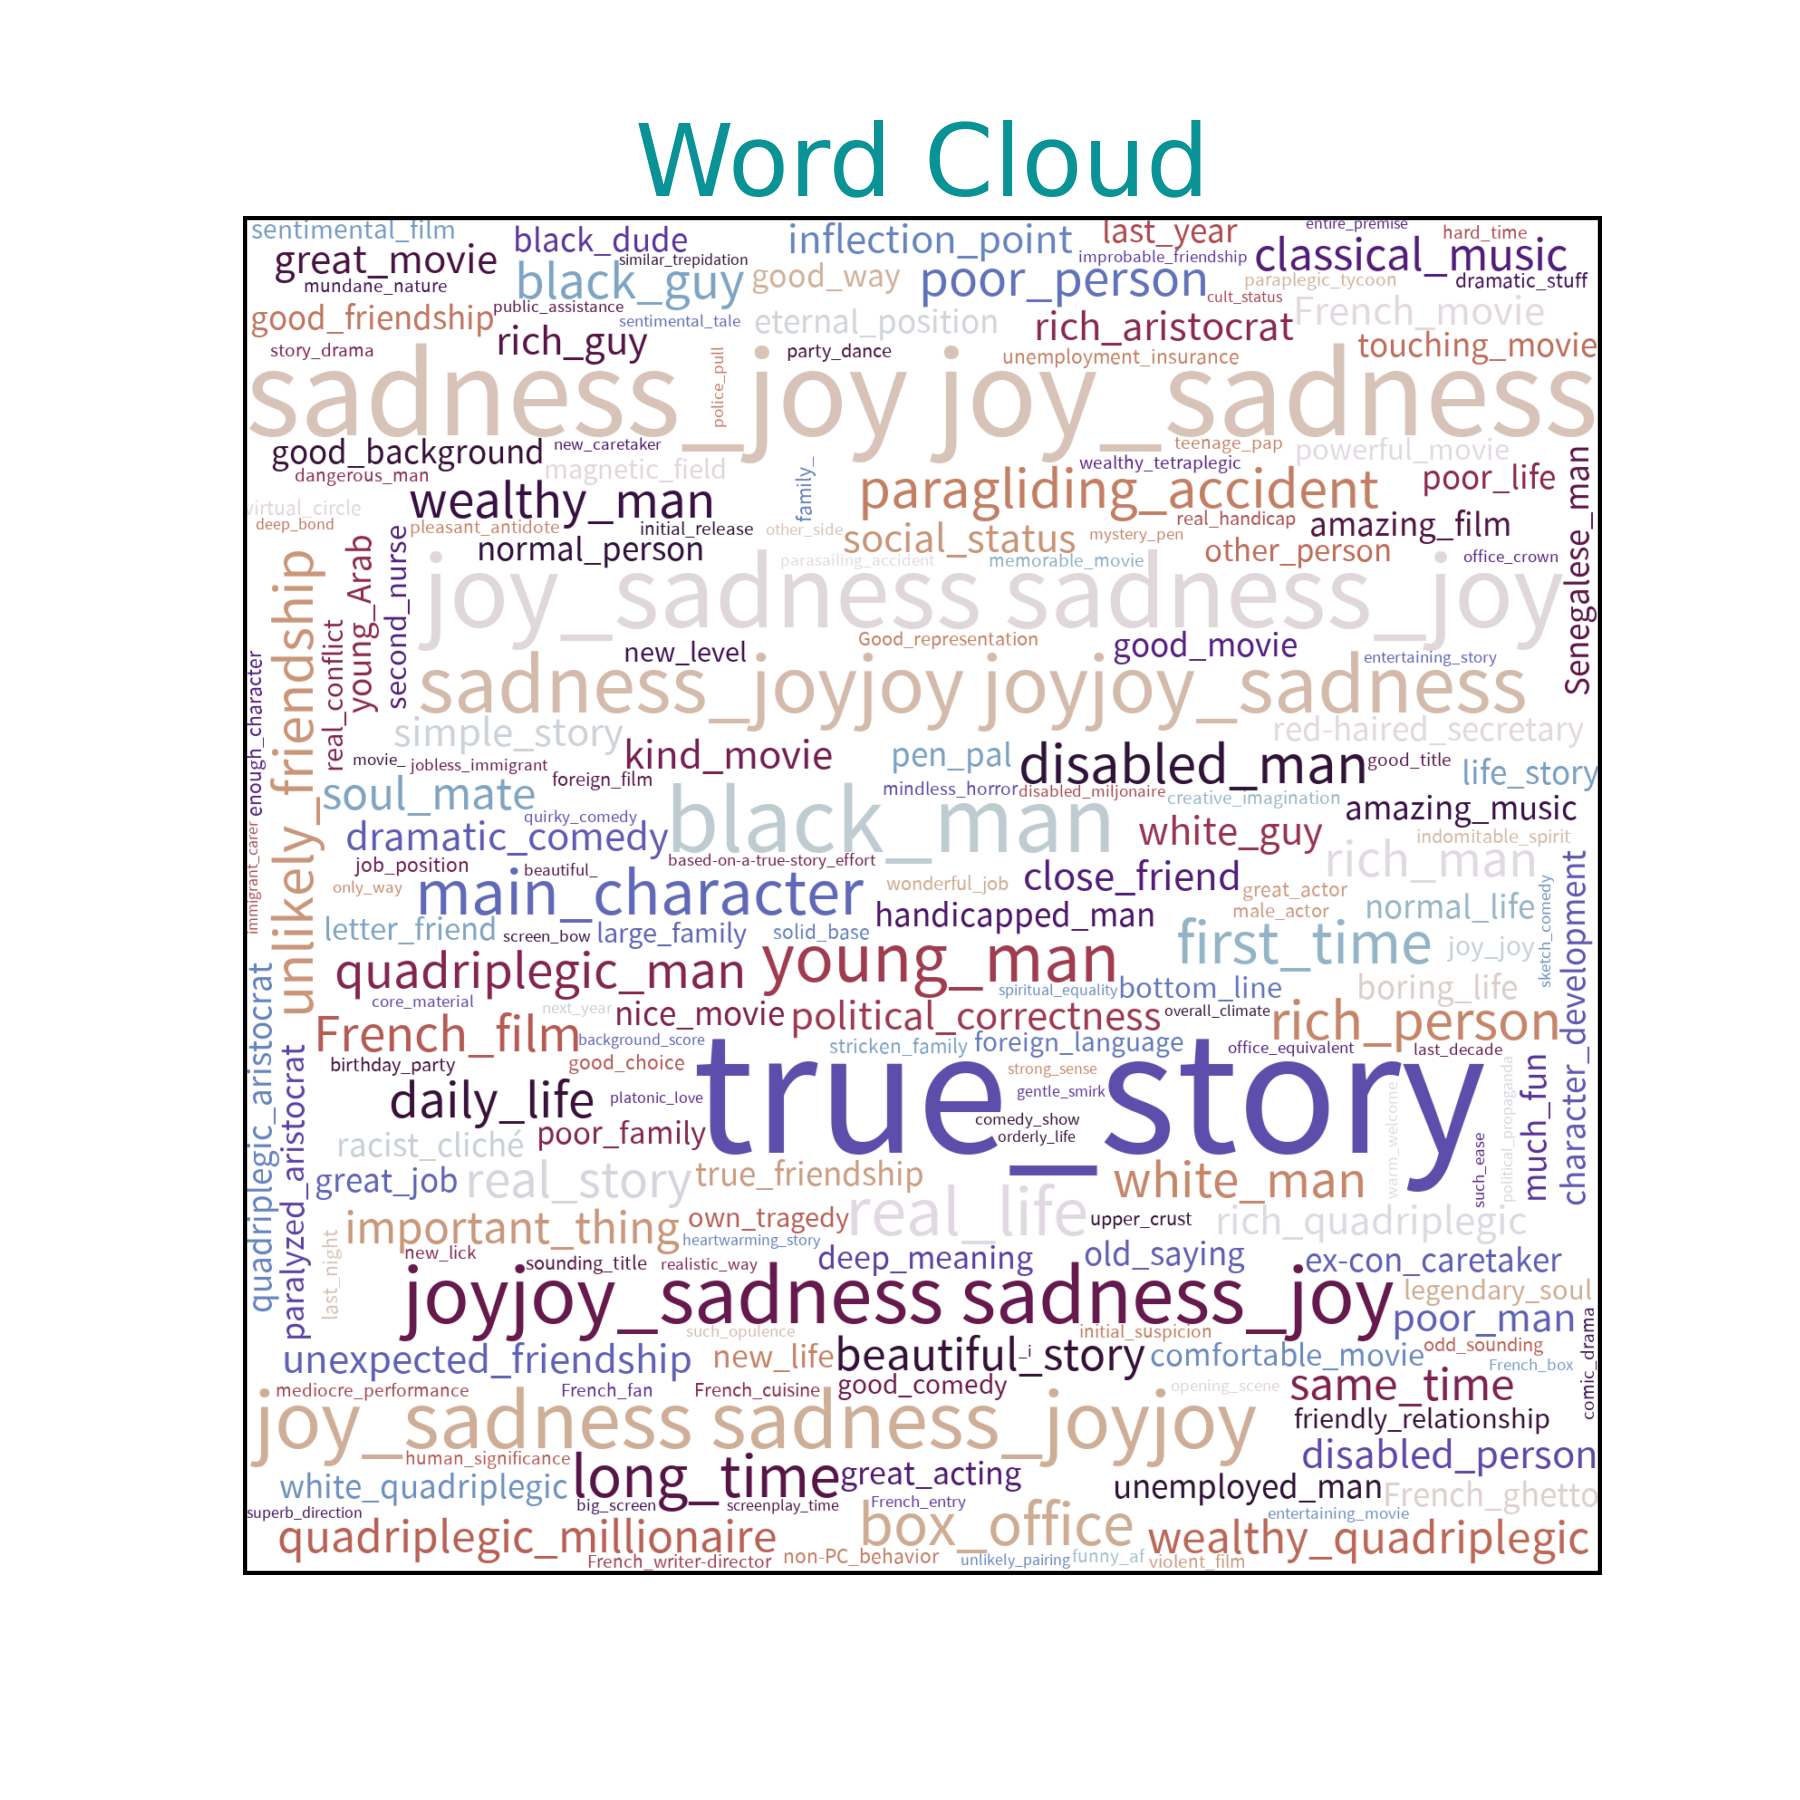 Word Cloud
sentimental_film black_dude inflection_point last_year entire_premise hard_time
great_movie similar_trepidation improbable_friendship classical_music
mundane_nature black_guy good_way poor_person paraplegic_tycoon dramatic_stuff
good_friendship public_assistance sentimental_tale eternal_position cult_status French_movie
rich_guy rich_aristocrat
story_drama police_pull party_dance unemployment_insurance touching_movie
sadness_joy joy_sadness
good_background new_caretaker teenage_pap powerful_movie
dangerous_man magnetic_field family_ wealthy_tetraplegic poor_life Senegalese_man
virtual_circle wealthy_man paragliding_accident
deep_bond pleasant_antidote initial_release other_side real_handicap amazing_film
normal_person social_status mystery_pen other_person office_crown
parasailing_accident memorable_movie
unlikely_friendship young_Arab second_nurse joy_sadness sadness_joy
real_conflict new_level Good_representation good_movie entertaining_story
enough_character sadness_joyjoy joyjoy_sadness
simple_story red-haired_secretary
movie_ jobless_immigrant kind_movie pen_pal disabled_man good_title
foreign_film life_story
soul_mate mindless_horror disabled_miljonaire creative_imagination amazing_music
quirky_comedy black_man
immigrant_carer dramatic_comedy white_guy indomitable_spirit
job_position beautiful_ based-on-a-true-story_effort rich_man
only_way main_character wonderful_job close_friend great_actor
handicapped_man male_actor normal_life sketch_comedy character_development
letter_friend screen_bow large_family solid_base first_time joy_joy
quadriplegic_man young_man
core_material spiritual_equality bottom_line boring_life
next_year nice_movie political_correctness overall_climate rich_person
French_film background_score stricken_family foreign_language office_equivalent last_decade
birthday_party good_choice strong_sense
quadriplegic_aristocrat paralyzed_aristocrat daily_life platonic_love true_story gentle_smirk warm_welcome political_propaganda much_fun
comedy_show
racist_cliché poor_family orderly_life such_ease
great_job real_story true_friendship white_man
important_thing own_tragedy real_life upper_crust rich_quadriplegic
last_night new_lick heartwarming_story
sounding_title realistic_way deep_meaning old_saying ex-con_caretaker
joyjoy_sadness sadness_joy legendary_soul
such_opulence initial_suspicion poor_man comic_drama
unexpected_friendship new_life beautiful_story _i comfortable_movie odd_sounding
French_box
mediocre_performance French_fan French_cuisine good_comedy opening_scene same_time
joy_sadness sadness_joyjoy friendly_relationship
human_significance disabled_person
white_quadriplegic long_time great_acting unemployed_man French_ghetto
superb_direction big_screen screenplay_time French_entry entertaining_movie
quadriplegic_millionaire box_office wealthy_quadriplegic
French_writer-director non-PC_behavior unlikely_pairing funny_af violent_film